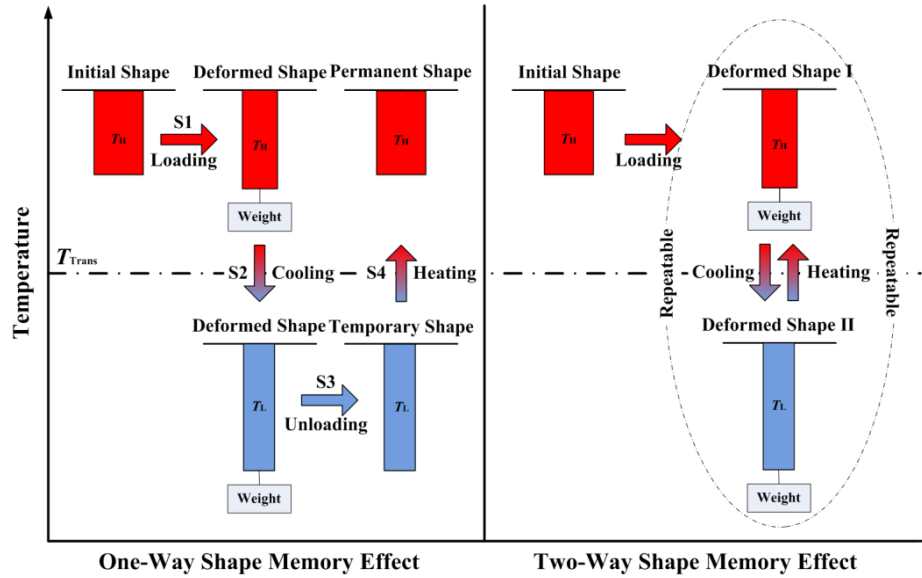 Temperature
T Trans
Initial Shape
TH
S1
Loading
Deformed Shape
TH
Weight
Permanent Shape
TH
S2
Cooling
S4
Heating
Deformed Shape
TL
Weight
S3
Unloading
Temporary Shape
TL
One-Way Shape Memory Effect
Initial Shape
TH
Loading
Deformed Shape I
TH
Weight
Repeatable
Cooling
Heating
Repeatable
Deformed Shape II
TL
Weight
Two-Way Shape Memory Effect